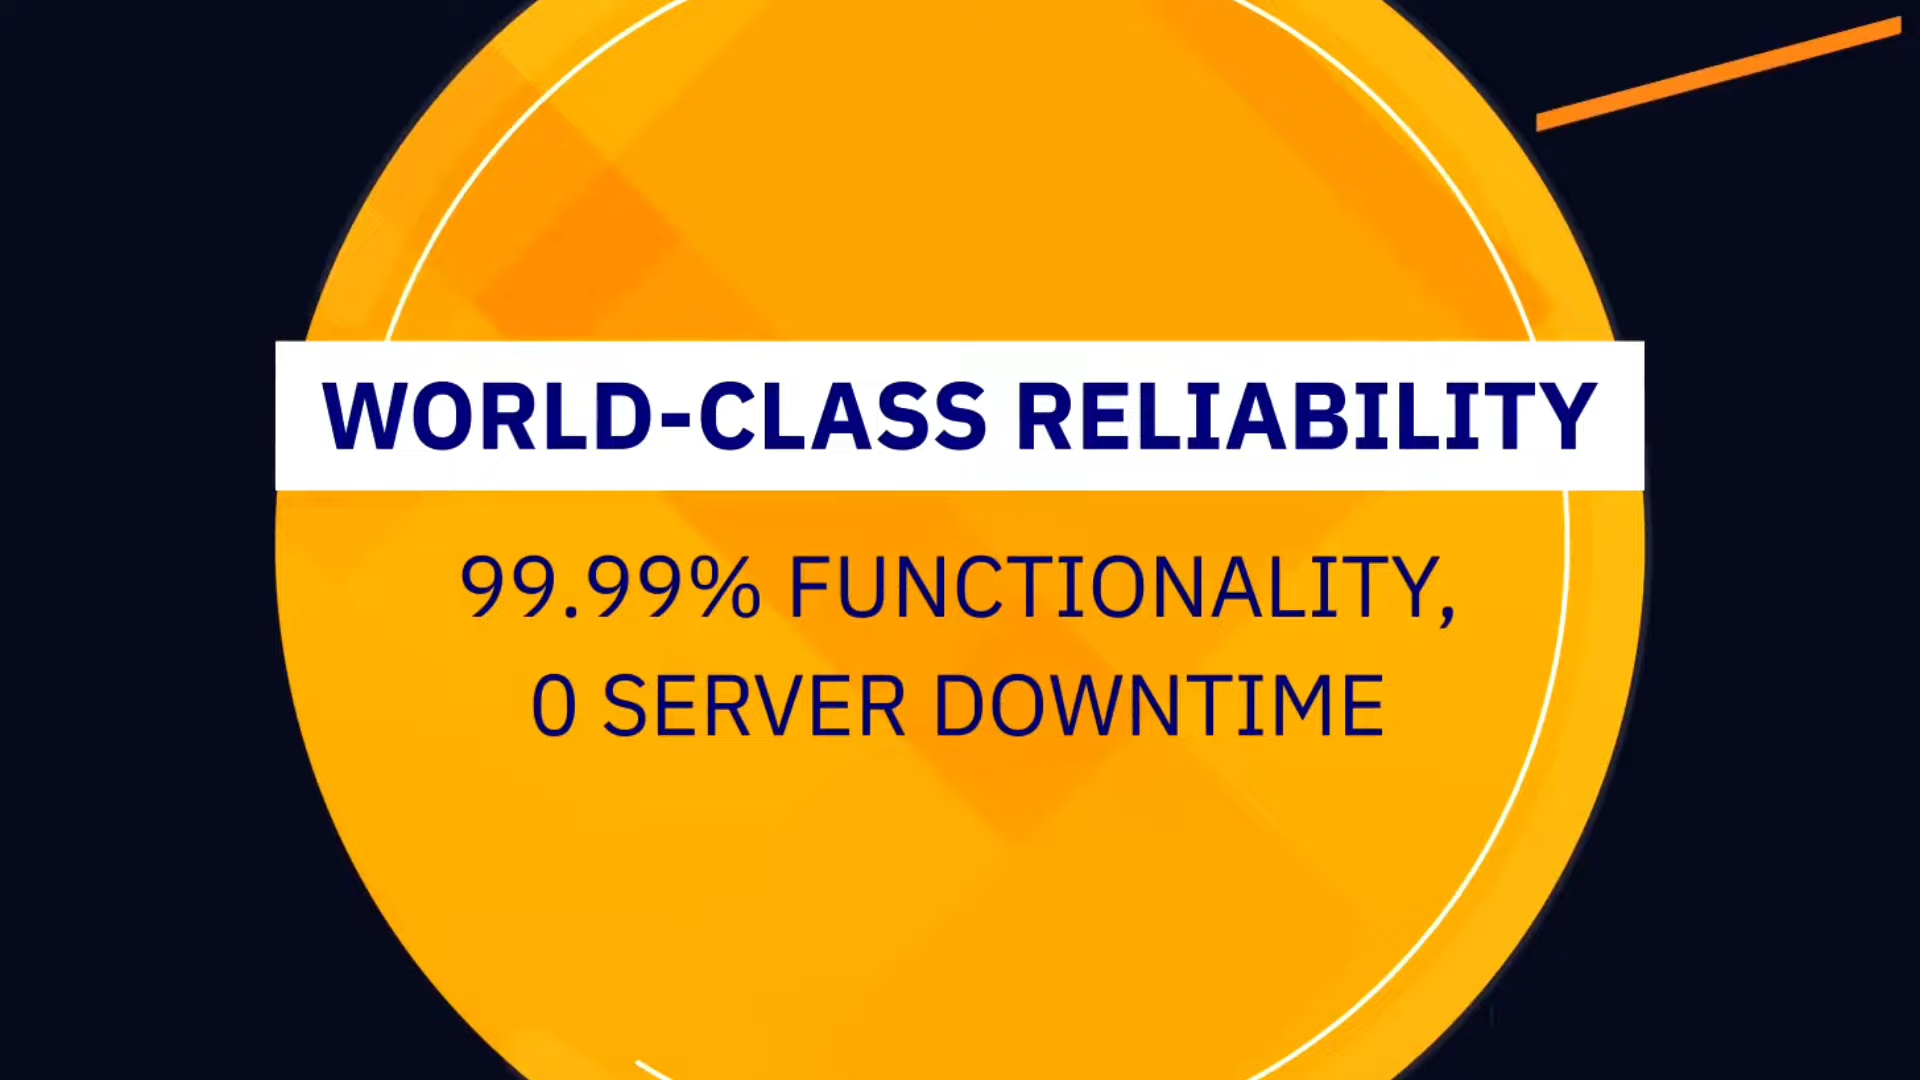 WORLD-CLASS RELIABILITY
99.99% FUNCTIONALITY,
0 SERVER DOWNTIME